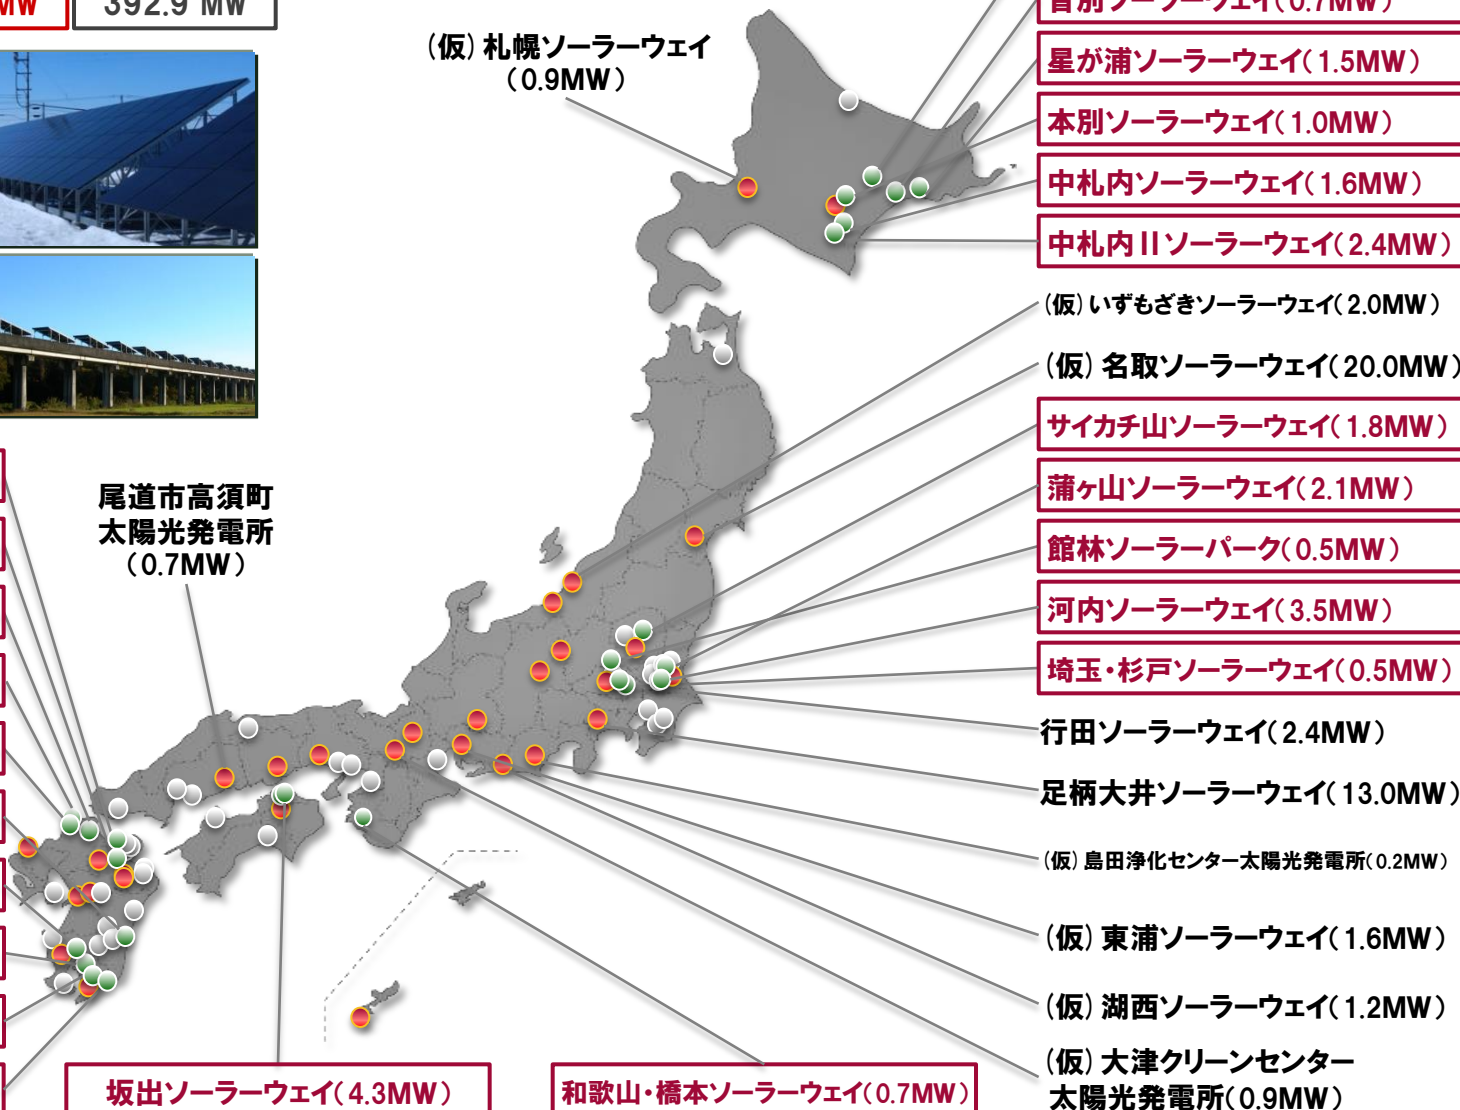 MW
392.9 MW
(仮)札幌ソーラーウェイ
(0.9MW)
音別ソーラーウェイ(0.7MW)
星が浦ソーラーウェイ(1.5MW)
本別ソーラーウェイ(1.0MW)
中札内ソーラーウェイ(1.6MW)
中札内Ⅱソーラーウェイ(2.4MW)
(仮)いずもざきソーラーウェイ(2.0MW)
(仮)名取ソーラーウェイ(20.0MW)
サイカチ山ソーラーウェイ(1.8MW)
蒲ヶ山ソーラーウェイ(2.1MW)
館林ソーラーパーク(0.5MW)
河内ソーラーウェイ(3.5MW)
埼玉・杉戸ソーラーウェイ(0.5MW)
行田ソーラーウェイ(2.4MW)
足柄大井ソーラーウェイ(13.0MW)
(仮)島田浄化センター太陽光発電所(0.2MW)
(仮)東浦ソーラーウェイ(1.6MW)
(仮)湖西ソーラーウェイ(1.2MW)
(仮)大津クリーンセンター
太陽光発電所(0.9MW)
尾道市高須町
太陽光発電所
(0.7MW)
坂出ソーラーウェイ(4.3MW)
和歌山・橋本ソーラーウェイ(0.7MW)